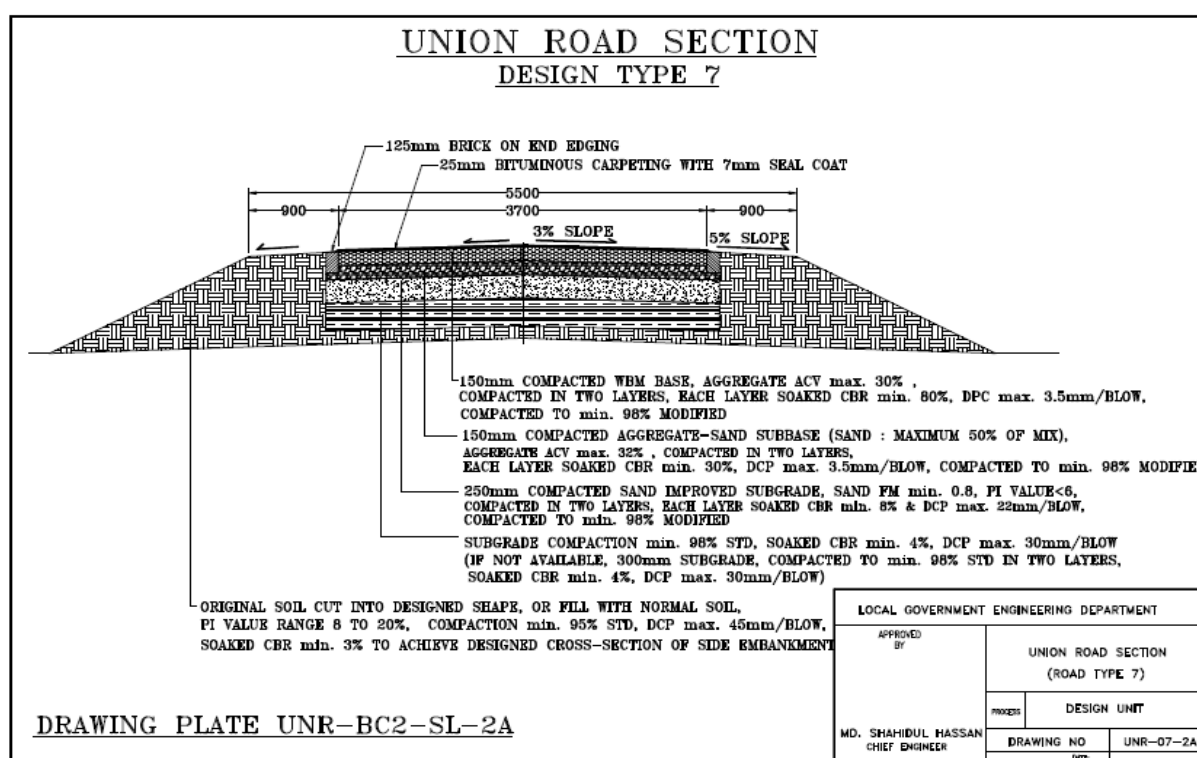 UNION ROAD SECTION
DESIGN TYPE 7
125mm BRICK ON END EDGING
25mm BITUMINOUS CARPETING WITH 7mm SEAL COAT
5500
900
3700
900
3% SLOPE
5% SLOPE
150mm COMPACTED WBM BASE, AGGREGATE ACV max. 30% ,
COMPACTED IN TWO LAYERS, EACH LAYER SOAKED CBR min. 80%, DPC max. 3.5mm/BLOW,
COMPACTED TO min. 98% MODIFIED
150mm COMPACTED AGGREGATE-SAND SUBBASE (SAND : MAXIMUM 50% OF MIX),
AGGREGATE ACV max. 32% , COMPACTED IN TWO LAYERS,
EACH LAYER SOAKED CBR min. 30%, DCP max. 3.5mm/BLOW, COMPACTED TO min. 98% MODIFIE
250mm COMPACTED SAND IMPROVED SUBGRADE, SAND FM min. 0.8, PI VALUE<6,
COMPACTED IN TWO LAYERS, EACH LAYER SOAKED CBR min. 8% & DCP max. 22mm/BLOW,
COMPACTED TO min. 98% MODIFIED
SUBGRADE COMPACTION min. 98% STD, SOAKED CBR min. 4%, DCP max. 30mm/BLOW
(IF NOT AVAILABLE, 300mm SUBGRADE, COMPACTED TO min. 98% STD IN TWO LAYERS,
SOAKED CBR min. 4%, DCP max. 30mm/BLOW)
ORIGINAL SOIL CUT INTO DESIGNED SHAPE, OR FILL WITH NORMAL SOIL,
PI VALUE RANGE 8 TO 20%, COMPACTION min. 95% STD, DCP max. 45mm/BLOW,
SOAKED CBR min. 3% TO ACHIEVE DESIGNED CROSS-SECTION OF SIDE EMBANKMENT
DRAWING PLATE UNR-BC2-SL-2A
LOCAL GOVERNMENT ENGINEERING DEPARTMENT
APPROVED
BY
MD. SHAHIDUL HASSAN
CHIEF ENGINEER
UNION ROAD SECTION
(ROAD TYPE 7)
PROCESS
DESIGN UNIT
DRAWING NO
UNR-07-2A